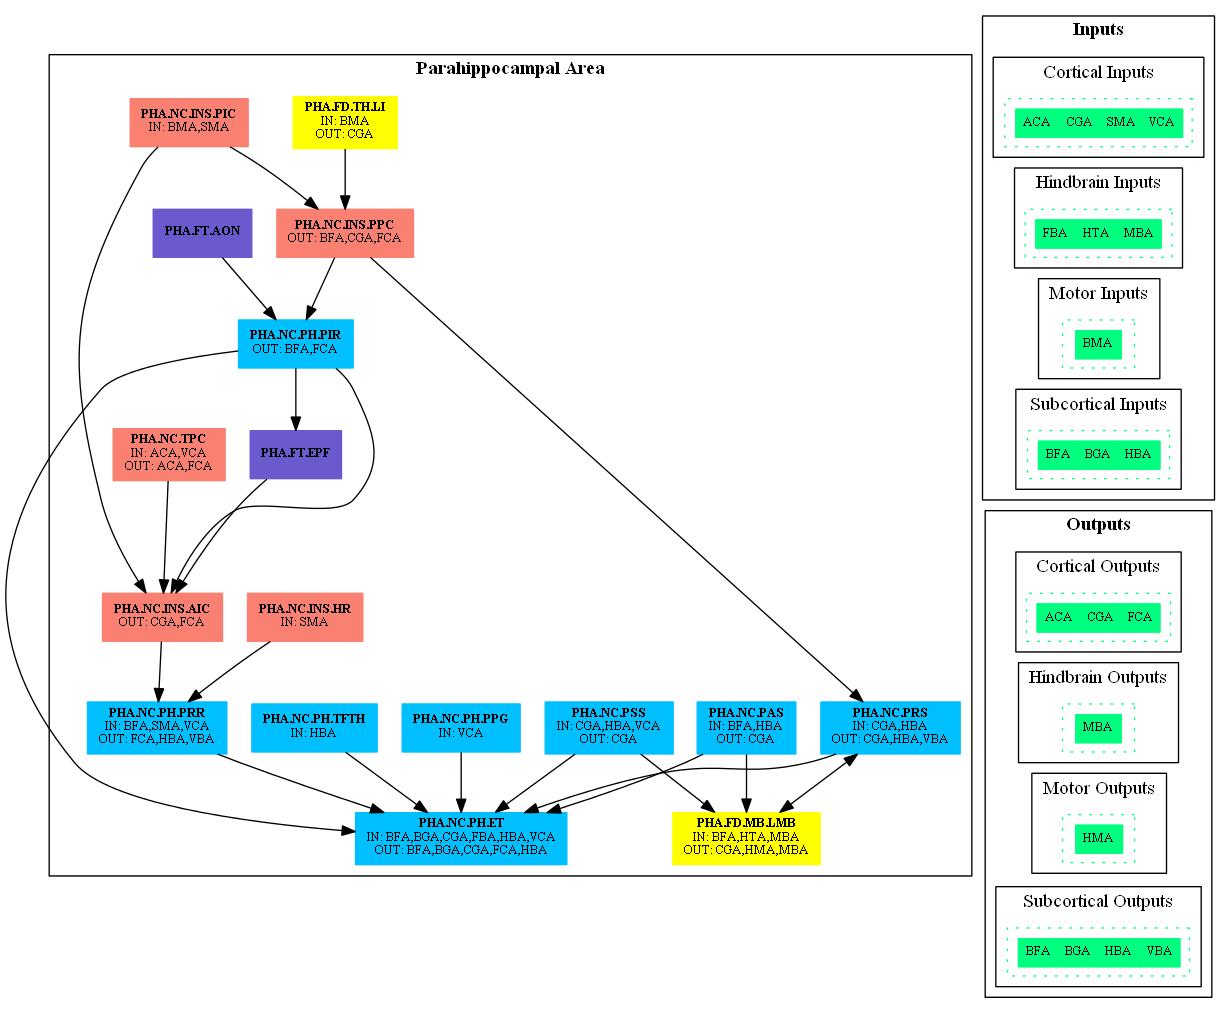 Parahippocampal Area
PHA.NC.INS.PIC
IN: BMA,SMA
PHA.FD.TH.LI
IN: BMA
OUT: CGA
PHA.FT.AON
PHA.NC.INS.PPC
OUT: BFA,CGA,FCA
PHA.NC.PH.PIR
OUT: BFA,FCA
PHA.NC.TPC
IN: ACA,VCA
OUT: ACA,FCA
PHA.FT.EPF
PHA.NC.INS.AIC
OUT: CGA,FCA
PHA.NC.INS.HR
IN: SMA
PHA.NC.PH.PRR
IN: BFA,SMA,VCA
OUT: FCA,HBA,VBA
PHA.NC.PH.TFTH
IN: HBA
PHA.NC.PH.PPG
IN: VCA
PHA.NC.PSS
IN: CGA,HBA,VCA
OUT: CGA
PHA.NC.PAS
IN: BFA,HBA
OUT: CGA
PHA.NC.PRS
IN: CGA,HBA
OUT: CGA,HBA,VBA
PHA.NC.PH.ET
IN: BFA,BGA,CGA,FBA,HBA,VCA
OUT: BFA,BGA,CGA,FCA,HBA
PHA.FD.MB.LMB
IN: BFA,HTA,MBA
OUT: CGA,HMA,MBA
Inputs
Cortical Inputs
ACA CGA SMA VCA
Hindbrain Inputs
FBA HTA MBA
Motor Inputs
BMA
Subcortical Inputs
BFA BGA HBA
Outputs
Cortical Outputs
ACA CGA FCA
Hindbrain Outputs
MBA
Motor Outputs
HMA
Subcortical Outputs
BFA BGA HBA VBA